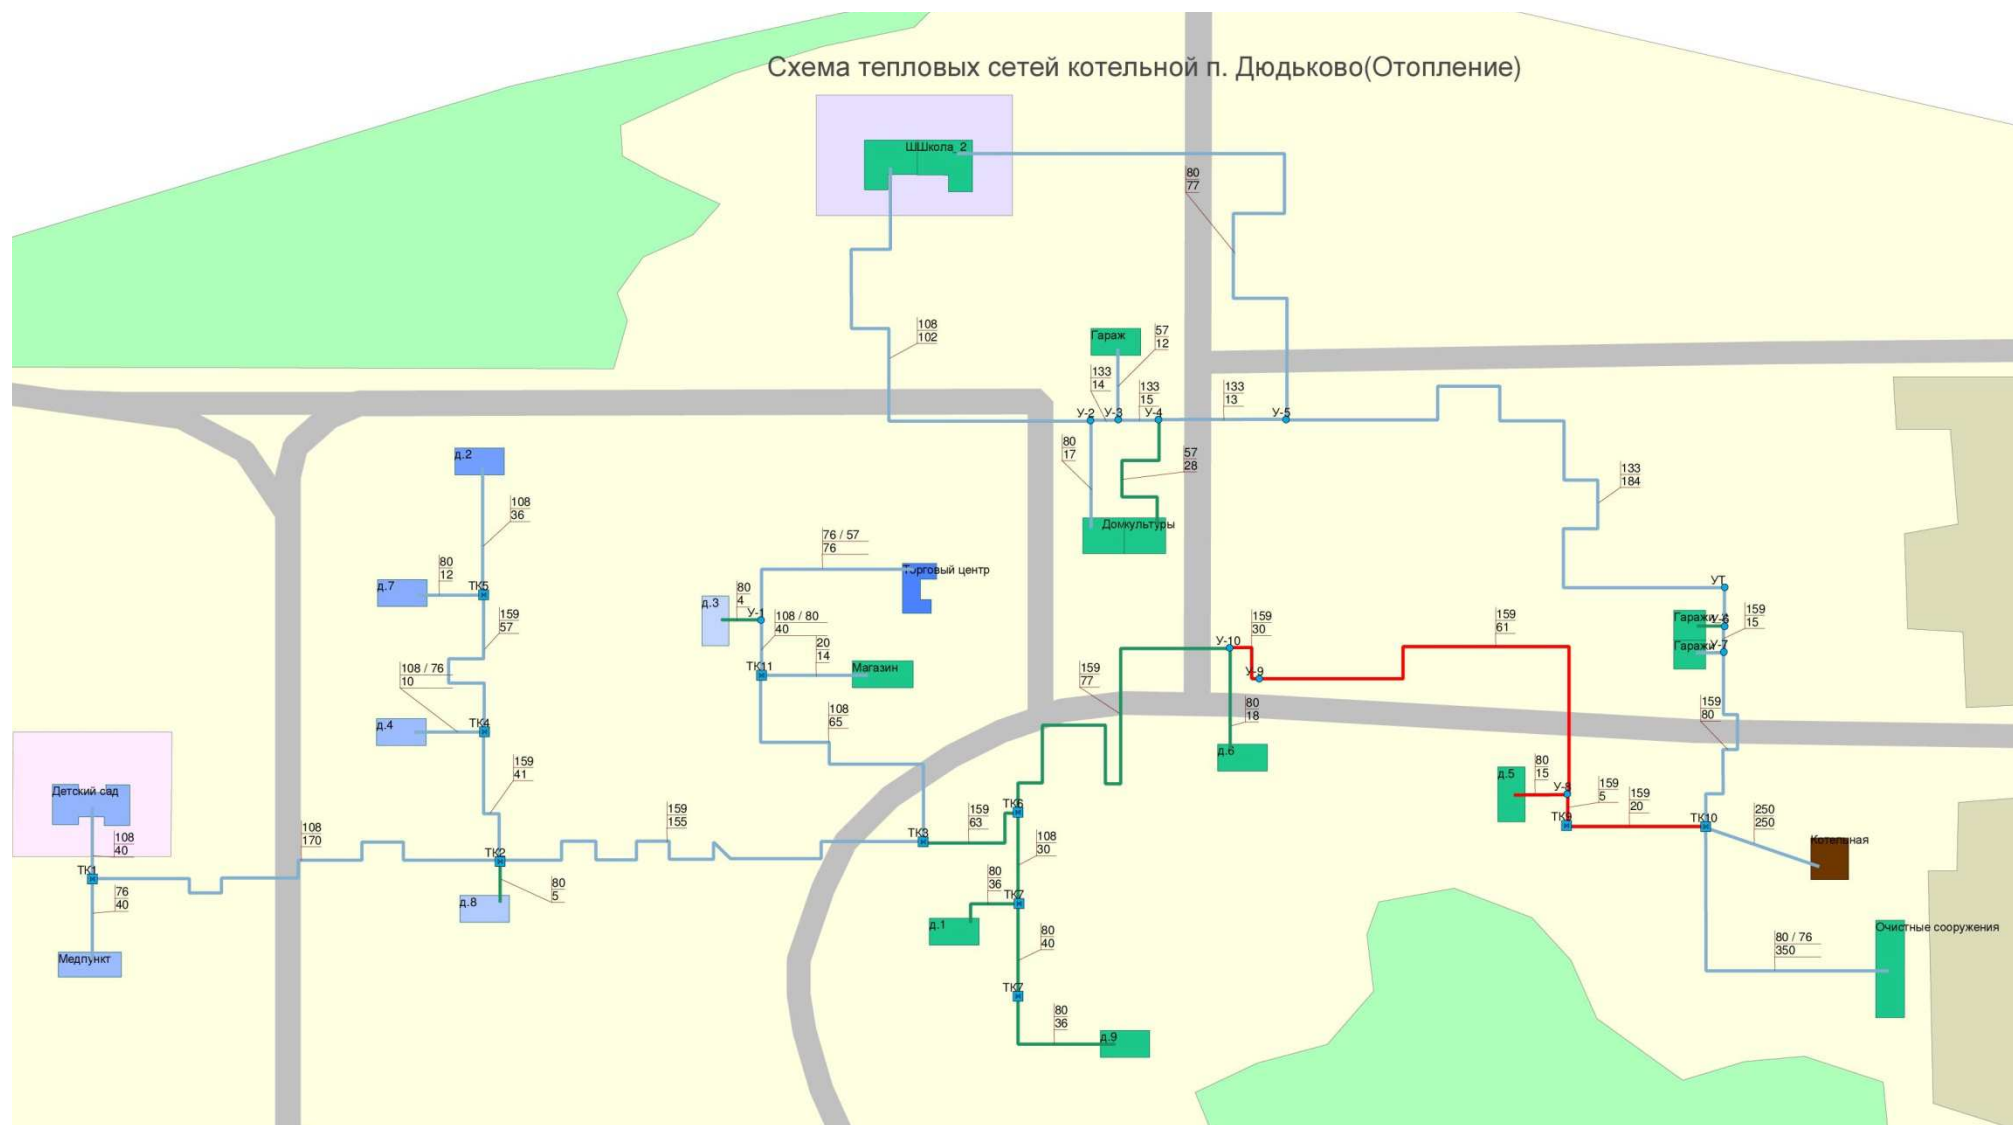 Схема тепловых сетей котельной п. Дюдьково(Отопление)
ШШкола_2
80
77
108
102
Гараж
57
12
133
14
133
15
133
13
У-2
У-3
У-4
У-5
80
17
57
28
133
184
Домкультуры
д.2
108
36
76 / 57
76
Торговый центр
80
12
д.7
ТК5
159
57
80
4
д.3
У-1
108 / 80
40
20
14
ТК11
Магазин
УТ
Гаражи
У-6
159
15
Гаражи
У-7
159
30
159
61
У-10
У-9
159
77
108 / 76
10
д.4
ТК4
108
65
80
18
159
80
159
41
д.6
д.5
80
15
У-8
159
5
159
20
ТК9
ТК10
250
250
Котельная
Детский сад
108
40
108
170
159
155
ТК3
159
63
ТК6
108
30
ТК1
76
40
ТК2
80
5
д.8
80
36
ТК7
д.1
Медпункт
80
40
Очистные сооружения
80 / 76
350
ТК7
80
36
д.9